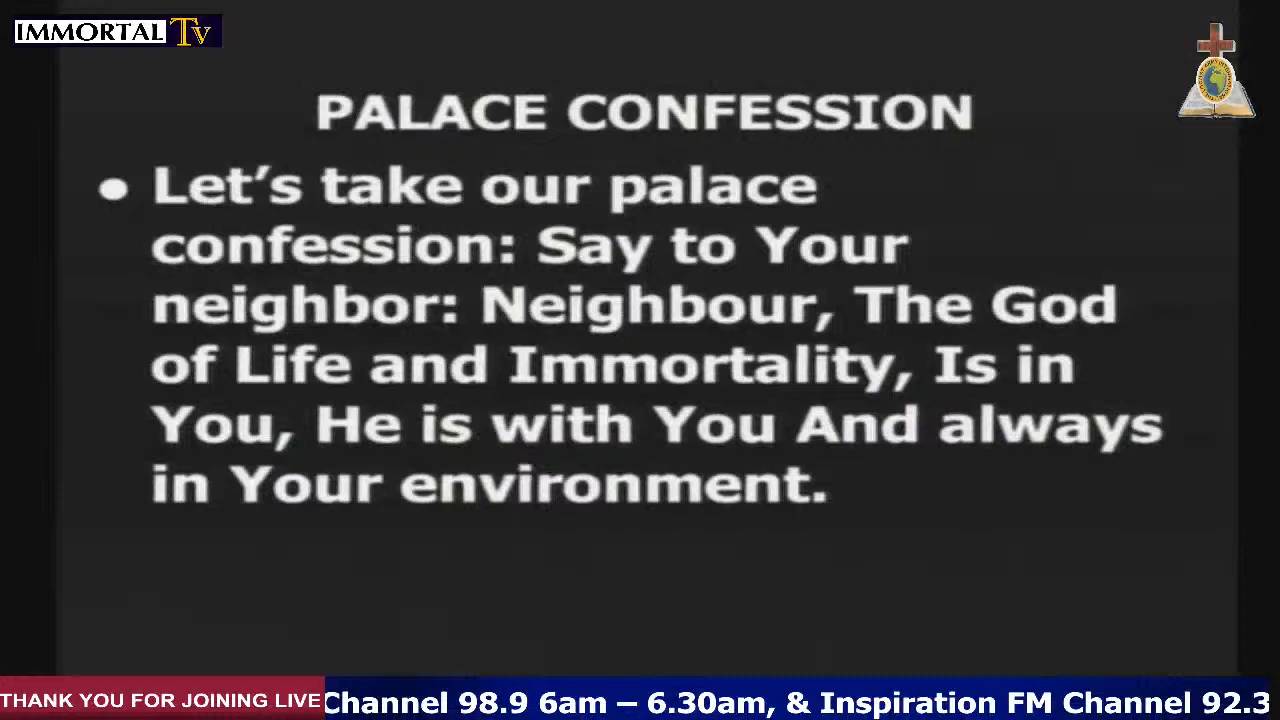 IMMORTAL Tv
PALACE CONFESSION
• Let’s take our palace
confession: Say to Your
neighbor: Neighbour, The God
of Life and Immortality, Is in
You, He is with You And always
in Your environment.
THANK YOU FOR JOINING LIVE
Channel 98.9 6am – 6.30am, & Inspiration FM Channel 92.3